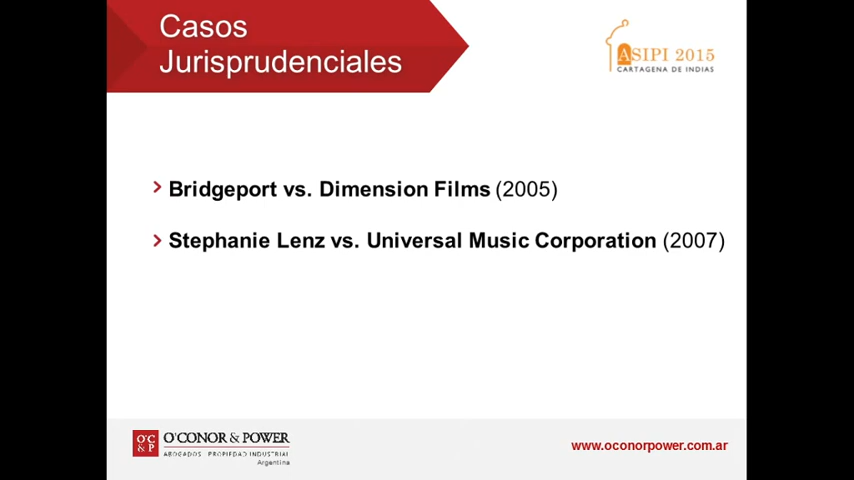 Casos
Jurisprudenciales
ASIPI 2015
CARTAGENA DE INDIAS
Bridgeport vs. Dimension Films (2005)
Stephanie Lenz vs. Universal Music Corporation (2007)
O'C
& P
O'CONOR & POWER
ABOGADOS · PROPIEDAD INDUSTRIAL
Argentina
www.oconorpower.com.ar